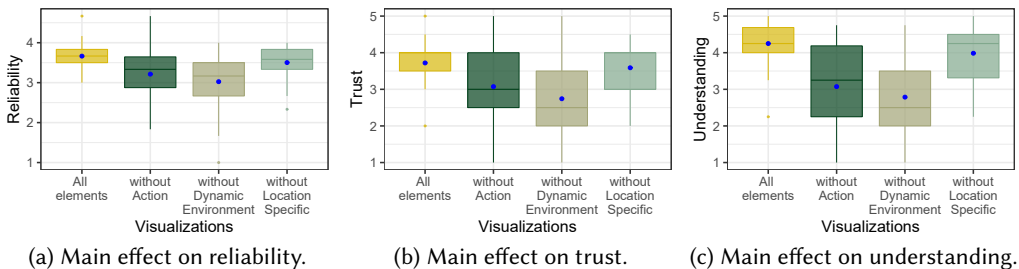 Reliability
4
3
2
1
All
elements
without
Action
without
Dynamic
Environment
without
Location
Specific
Visualizations
(a) Main effect on reliability.
Trust
5
4
3
2
1
All
elements
without
Action
without
Dynamic
Environment
without
Location
Specific
Visualizations
(b) Main effect on trust.
Understanding
5
4
3
2
1
All
elements
without
Action
without
Dynamic
Environment
without
Location
Specific
Visualizations
(c) Main effect on understanding.